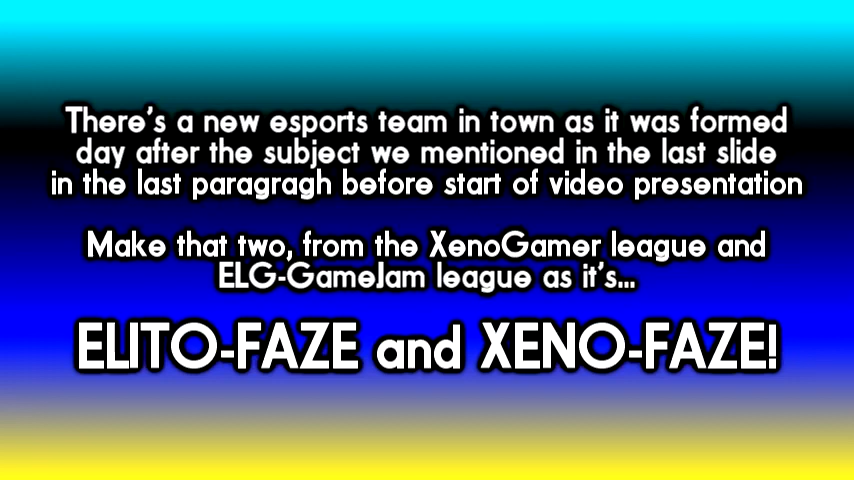 There's a new esports team in town as it was formed
day after the subject we mentioned in the last slide
in the last paragragh before start of video presentation
Make that two, from the XenoGamer league and
ELG-GameJam league as it's...
ELITO-FAZE and XENO-FAZE!